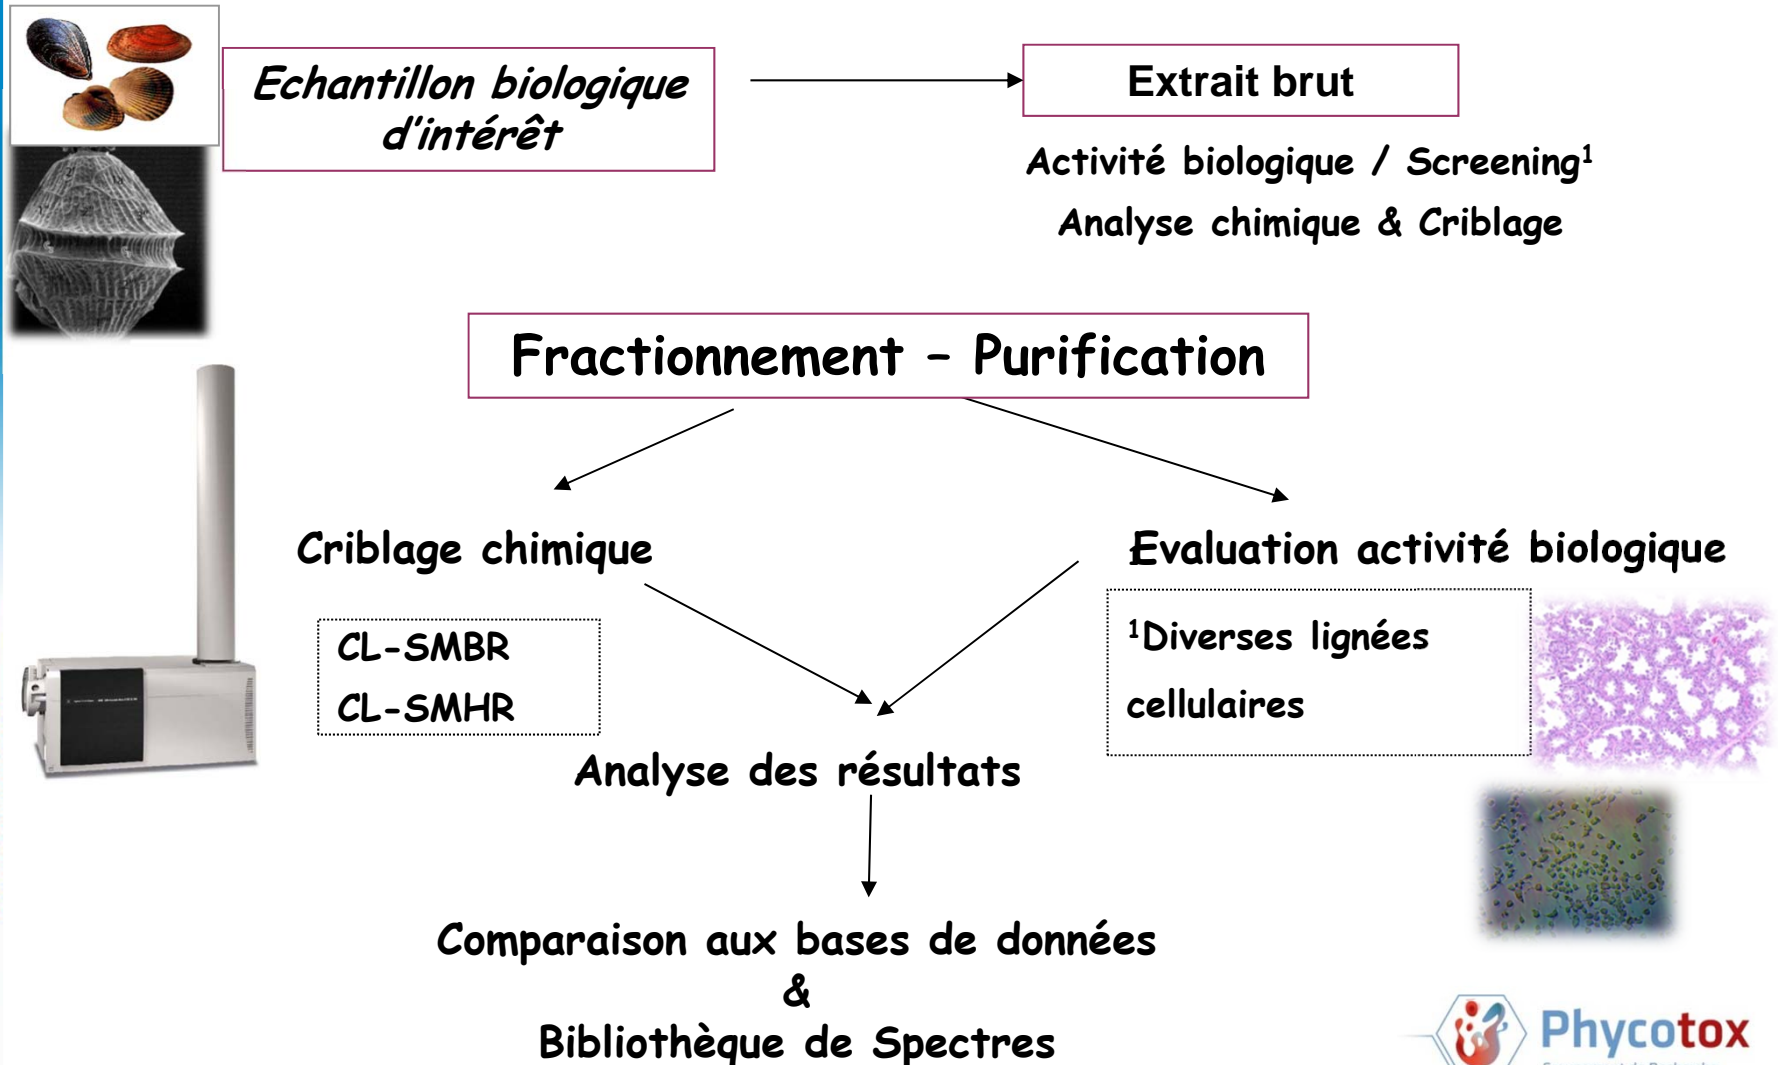 Echantillon biologique
d'intérêt
Extrait brut
Activité biologique / Screening¹
Analyse chimique & Criblage
Fractionnement – Purification
Criblage chimique
Evaluation activité biologique
CL-SMBR
CL-SMHR
¹Diverses lignées
cellulaires
Analyse des résultats
Comparaison aux bases de données
&
Bibliothèque de Spectres
Phycotox